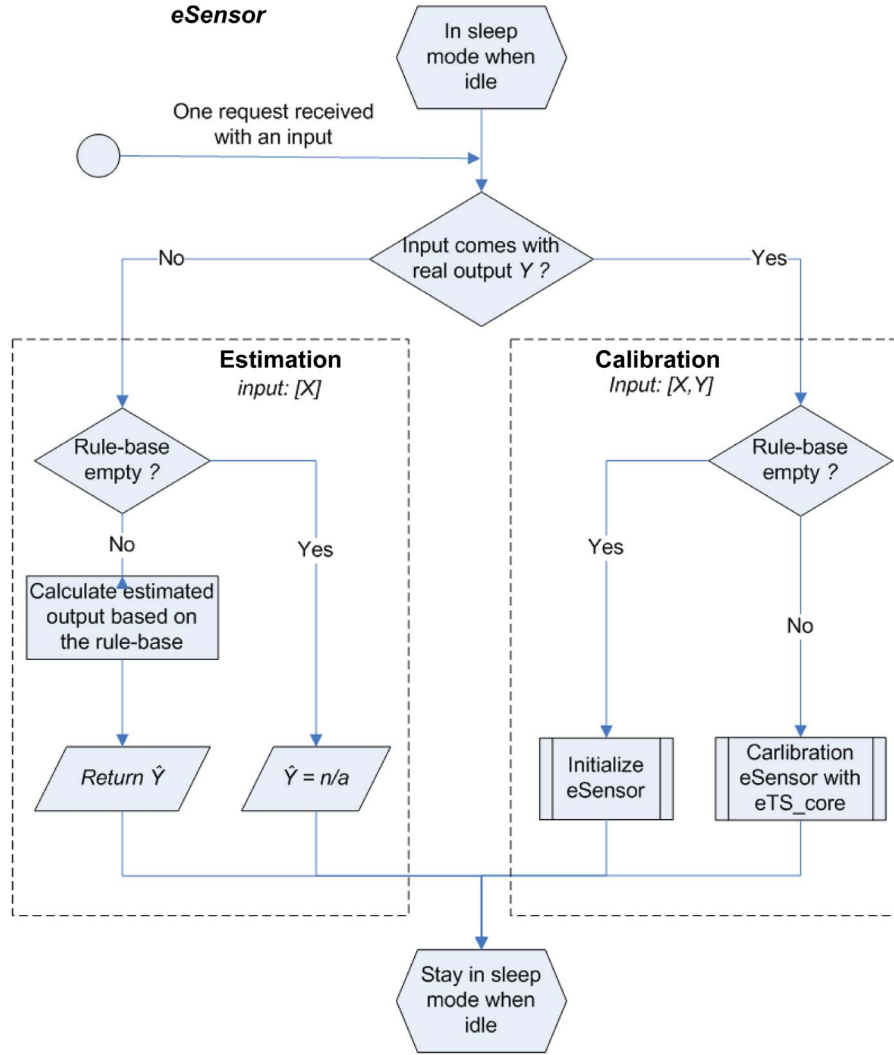 eSensor
In sleep
mode when
idle
One request received
with an input
Input comes with
real output Y ?
No
Yes
Estimation
input: [X]
Calibration
Input: [X,Y]
Rule-base
empty ?
Rule-base
empty ?
No
Yes
Yes
No
Calculate estimated
output based on
the rule-base
Return Ŷ
Ŷ = n/a
Initialize
eSensor
Carlibration
eSensor with
eTS_core
Stay in sleep
mode when
idle